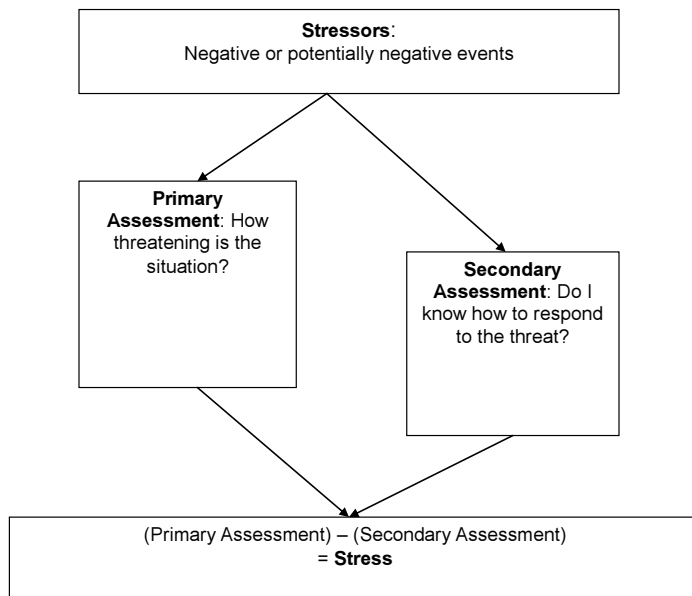 Stressors:
Negative or potentially negative events
Primary
Assessment: How
threatening is the
situation?
Secondary
Assessment: Do I
know how to respond
to the threat?
(Primary Assessment) – (Secondary Assessment)
= Stress